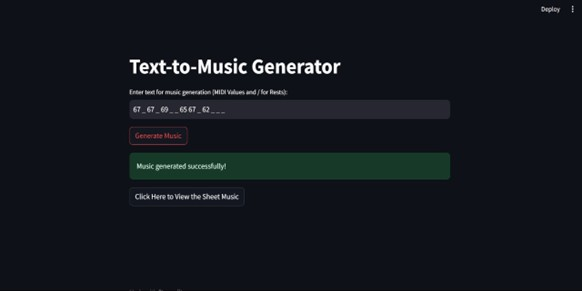 Deploy
Text-to-Music Generator
Enter text for music generation (MIDI Values and / for Rests):
67 _ 67 _ 69 _ _ 65 67 _ 62 _ _ _
Generate Music
Music generated successfully!
Click Here to View the Sheet Music